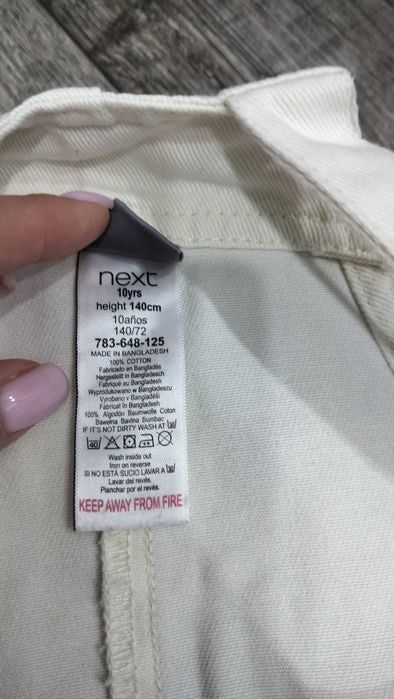 next
10yrs
height 140cm
10años
140/72
783-648-125
MADE IN BANGLADESH
100% COTTON
Fabricado en Bangladés
Hergestellt in Bangladesch
Fabriqué au Bangladesh
Wyprodukowano w Bangladeszu
Vyrobeno v Bangladéši
Fabricat în Bangladesh
100% Algodón Baumwolle Coton
Bawełna Bavlna Bumbac
IF IT'S NOT DIRTY WASH AT
40
Wash inside out
Iron on reverse
SI NO ESTÁ SUCIO LAVAR A
Lavar del revés.
Planchar por el revés.
KEEP AWAY FROM FIRE